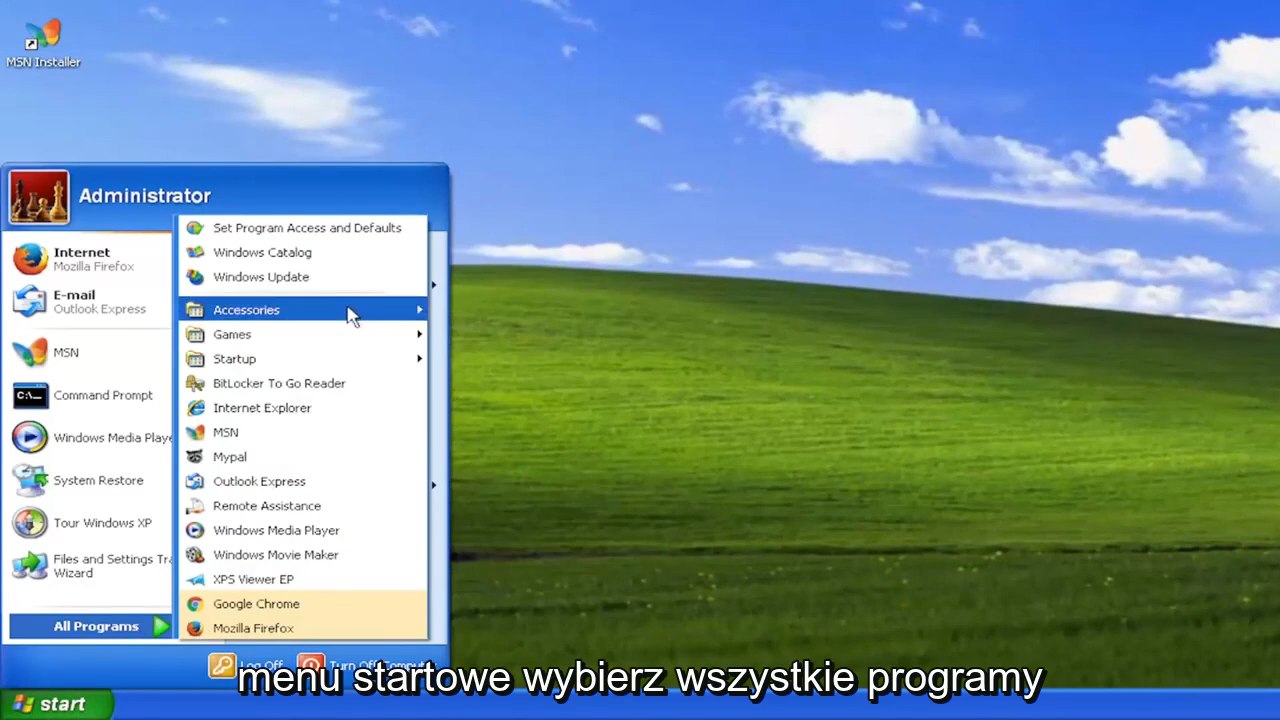 MSN Installer
Administrator
Internet
Mozilla Firefox
E-mail
Outlook Express
MSN
Command Prompt
Windows Media Playe
System Restore
Tour Windows XP
Files and Settings Tra
Wizard
All Programs
Set Program Access and Defaults
Windows Catalog
Windows Update
Accessories
Games
Startup
BitLocker To Go Reader
Internet Explorer
MSN
Mypal
Outlook Express
Remote Assistance
Windows Media Player
Windows Movie Maker
XPS Viewer EP
Google Chrome
Mozilla Firefox
Log Off
Turn Off Comput
menu startowe wybierz wszystkie programy
start